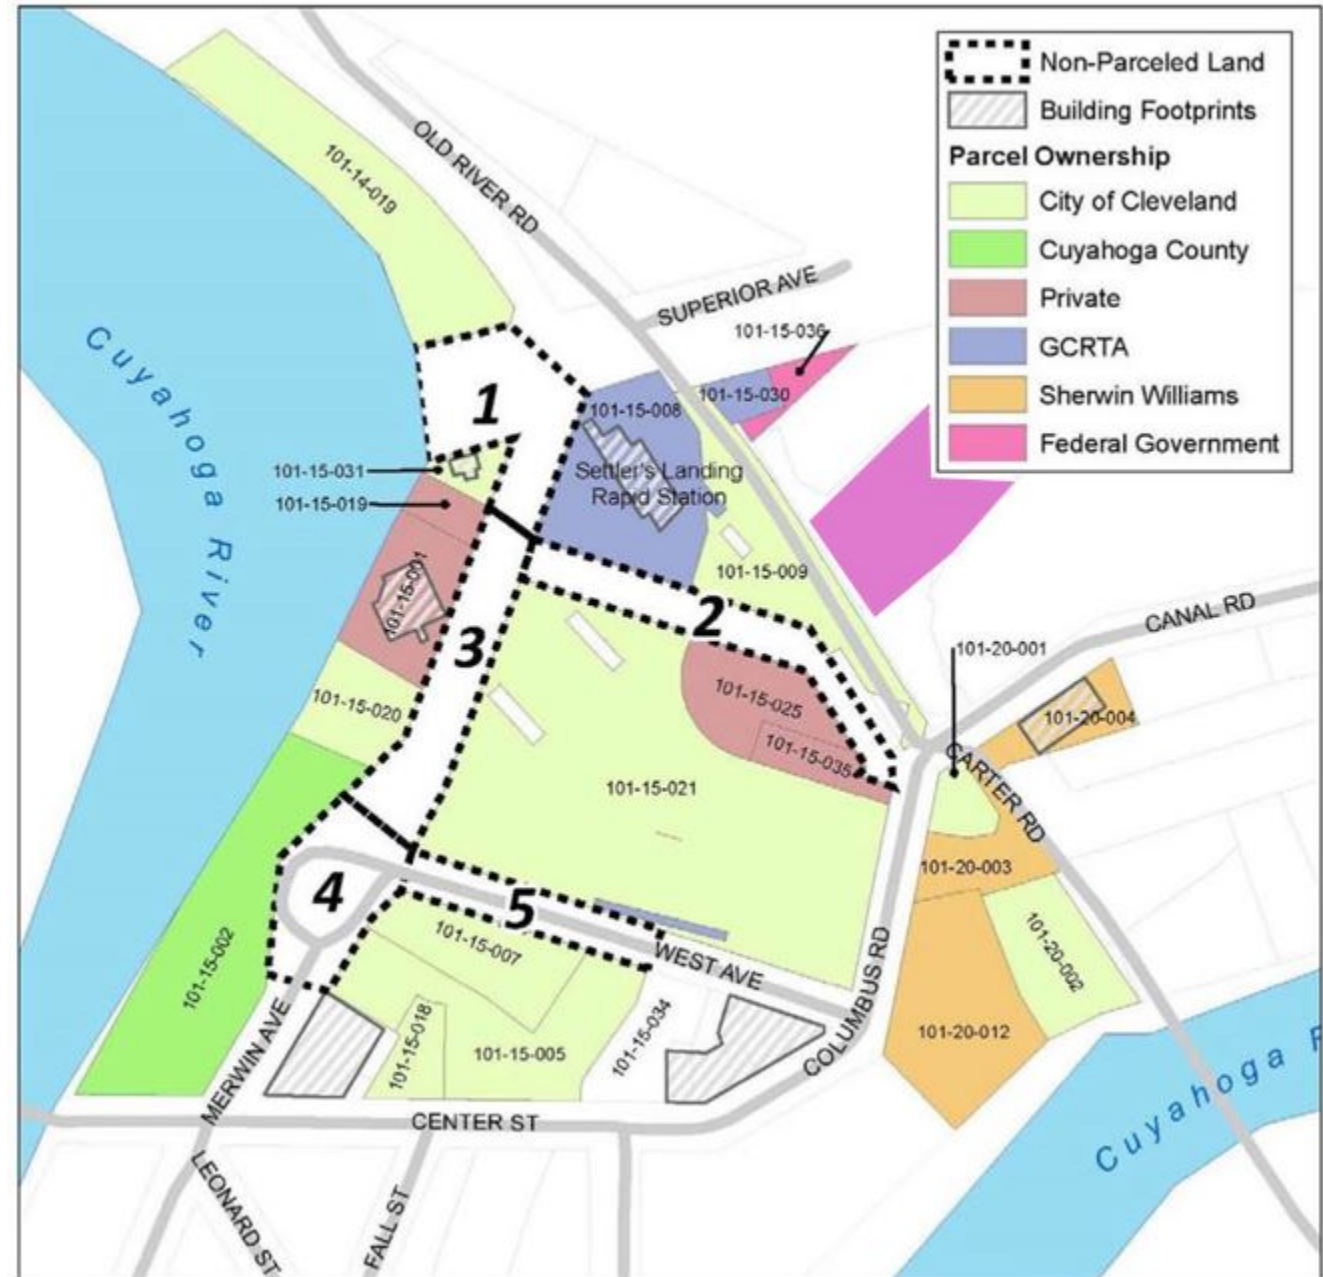 Non-Parceled Land
Building Footprints
Parcel Ownership
City of Cleveland
Cuyahoga County
Private
GCRTA
Sherwin Williams
Federal Government
OLD RIVER RD
101-14-019
SUPERIOR AVE
101-15-036
Cuyahoga River
1
101-15-008
101-15-030
101-15-031
101-15-019
Settler's Landing
Rapid Station
101-15-001
101-15-009
2
3
CANAL RD
101-20-001
101-15-020
101-15-025
101-15-035
101-20-004
CARTER RD
101-15-021
101-20-003
4
5
101-15-002
101-15-007
WEST AVE
COLUMBUS RD
101-20-002
101-15-018
101-15-005
101-15-034
101-20-012
MERWIN AVE
CENTER ST
Cuyahoga R
LEONARD ST
FALL ST